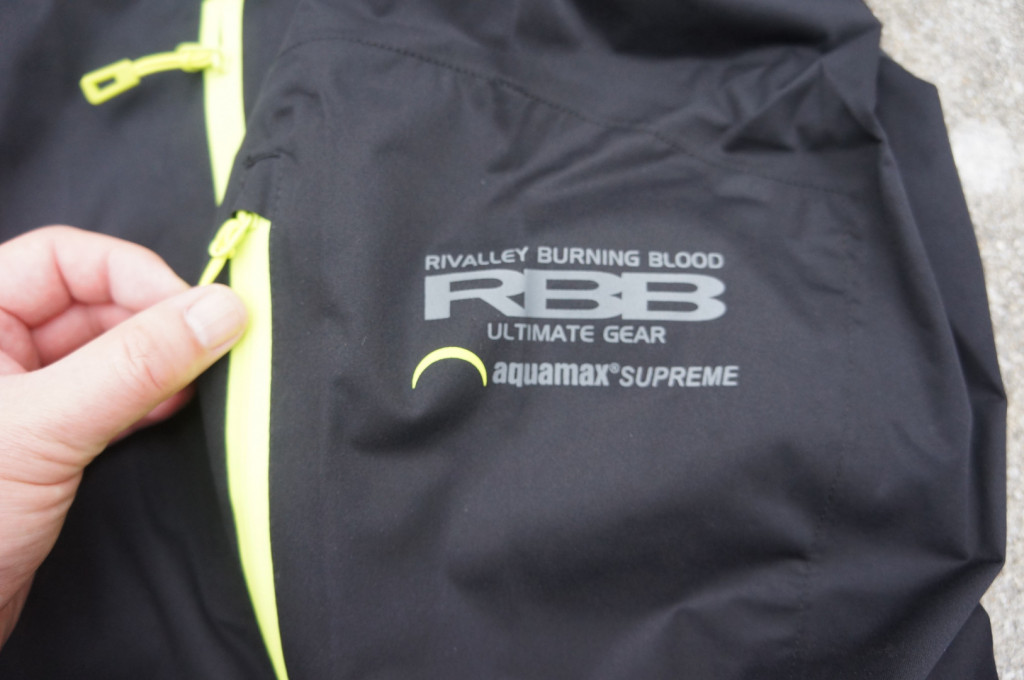 RIVALLEY BURNING BLOOD
RBB
ULTIMATE GEAR
aquamax® SUPREME